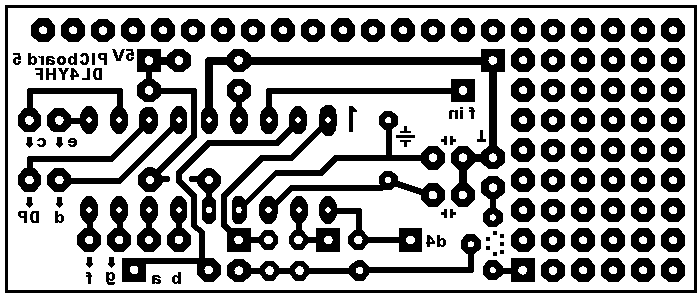 PICboard 5 5V
DL4YHF
f in
1
c e
DP d
d4
f g
a b